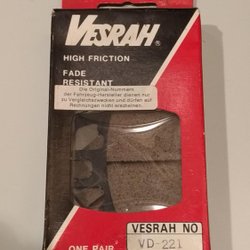 VESRAH
HIGH FRICTION
FADE
RESISTANT
Die Original-Nummern
der Fahrzeug-Hersteller dienen nur
zu Vergleichszwecken und dürfen auf
Rechnungen nicht erscheinen.
VESRAH NO
VD-221
ONE PAIR